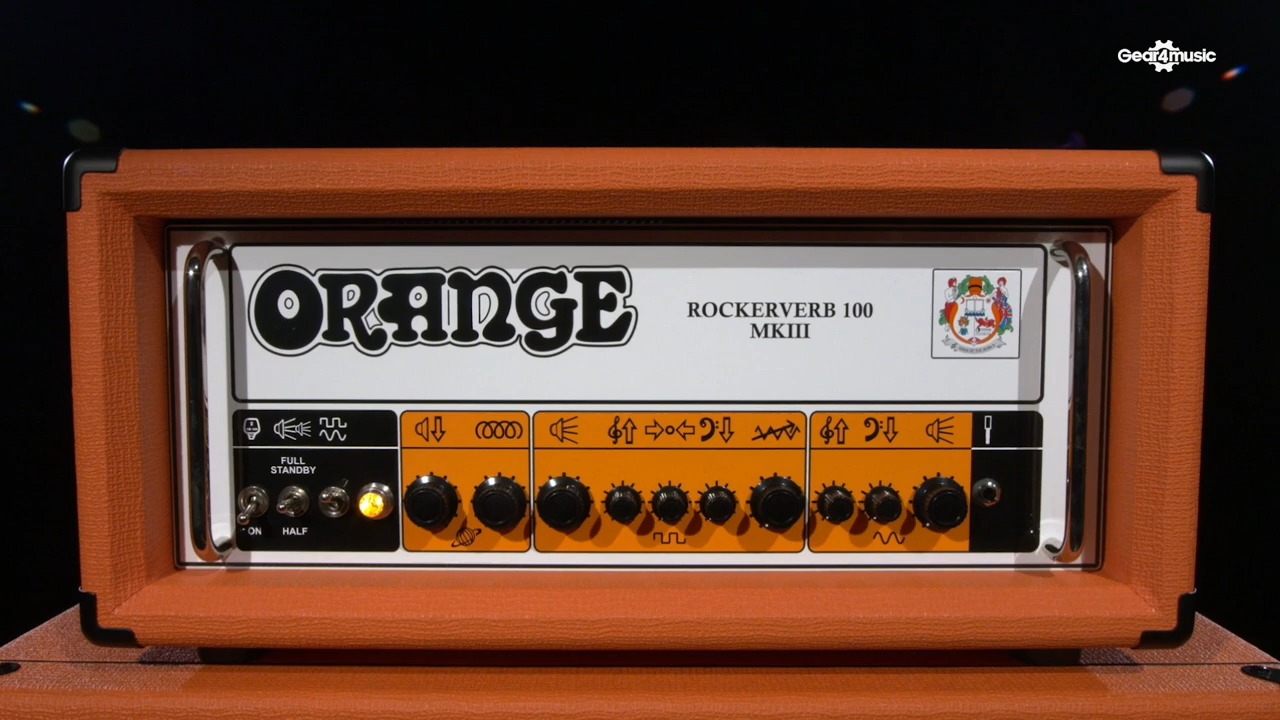 Gear4music
ORANGE
ROCKERVERB 100
MKIII
FULL
STANDBY
ON
HALF